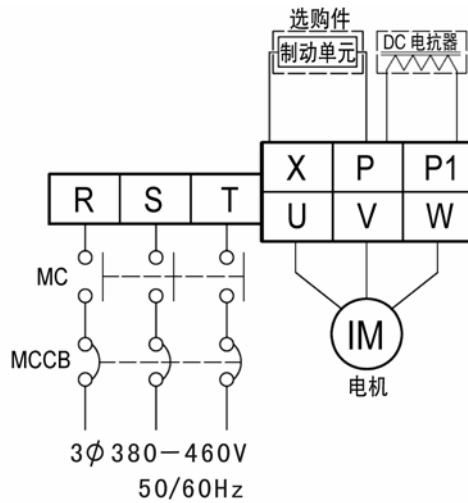 选购件
制动单元
DC 电抗器
X P P1
R S T
U V W
MC
IM
MCCB
电机
3φ 380－460V
50/60Hz